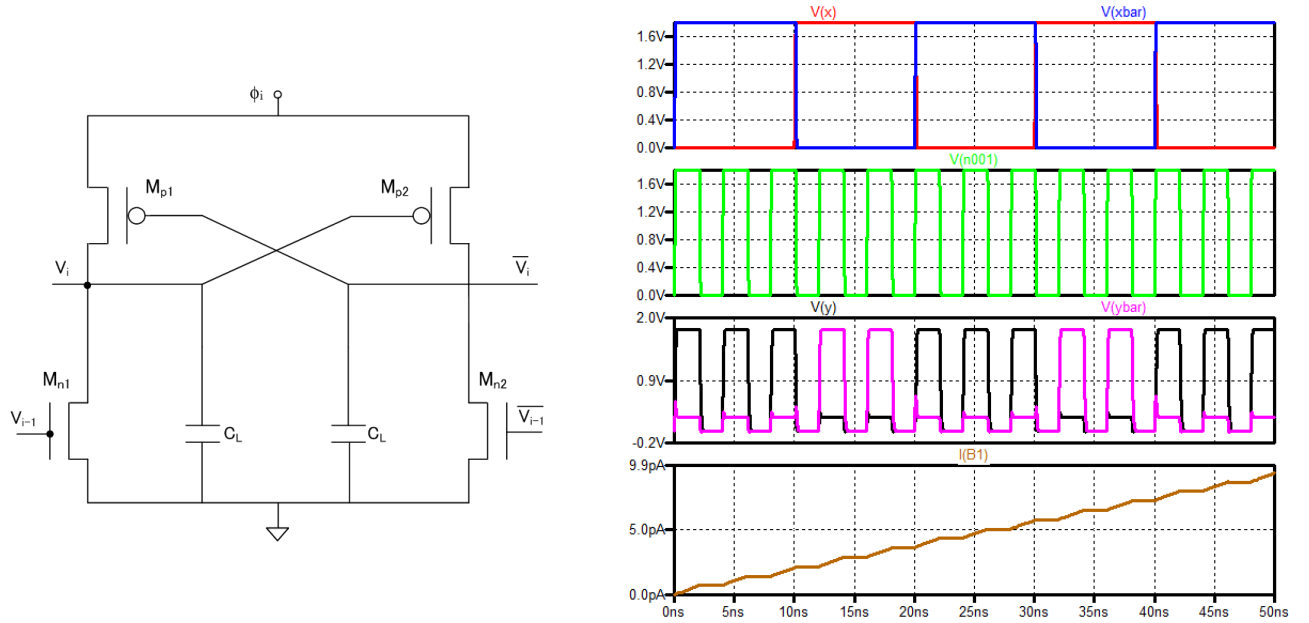 ϕi
Mp1 Mp2
Vi V̅i̅
Mn1 Mn2
Vi-1 CL CL V̅i̅-̅1̅
V(x) V(xbar)
1.6V
1.2V
0.8V
0.4V
0.0V
V(n001)
1.6V
1.2V
0.8V
0.4V
0.0V
V(y) V(ybar)
2.0V
0.9V
-0.2V
I(B1)
9.9pA
5.0pA
0.0pA
0ns 5ns 10ns 15ns 20ns 25ns 30ns 35ns 40ns 45ns 50ns